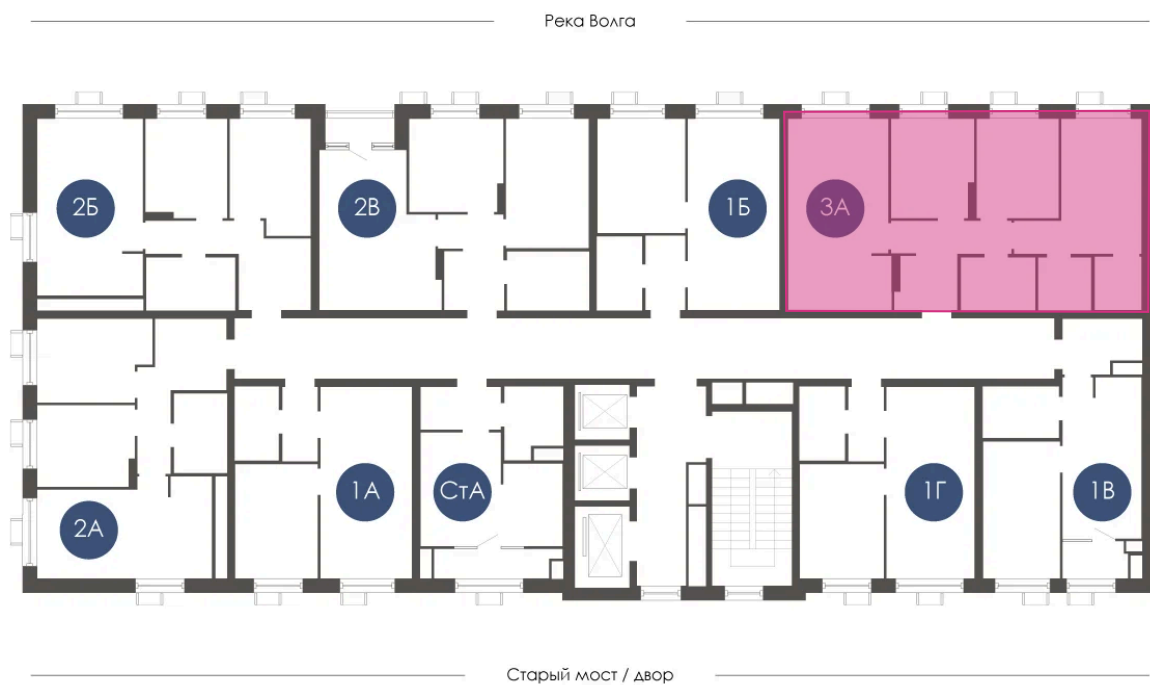 Река Волга
2Б
2В
1Б
3А
1А
СтА
1Г
1В
2А
Старый мост / двор